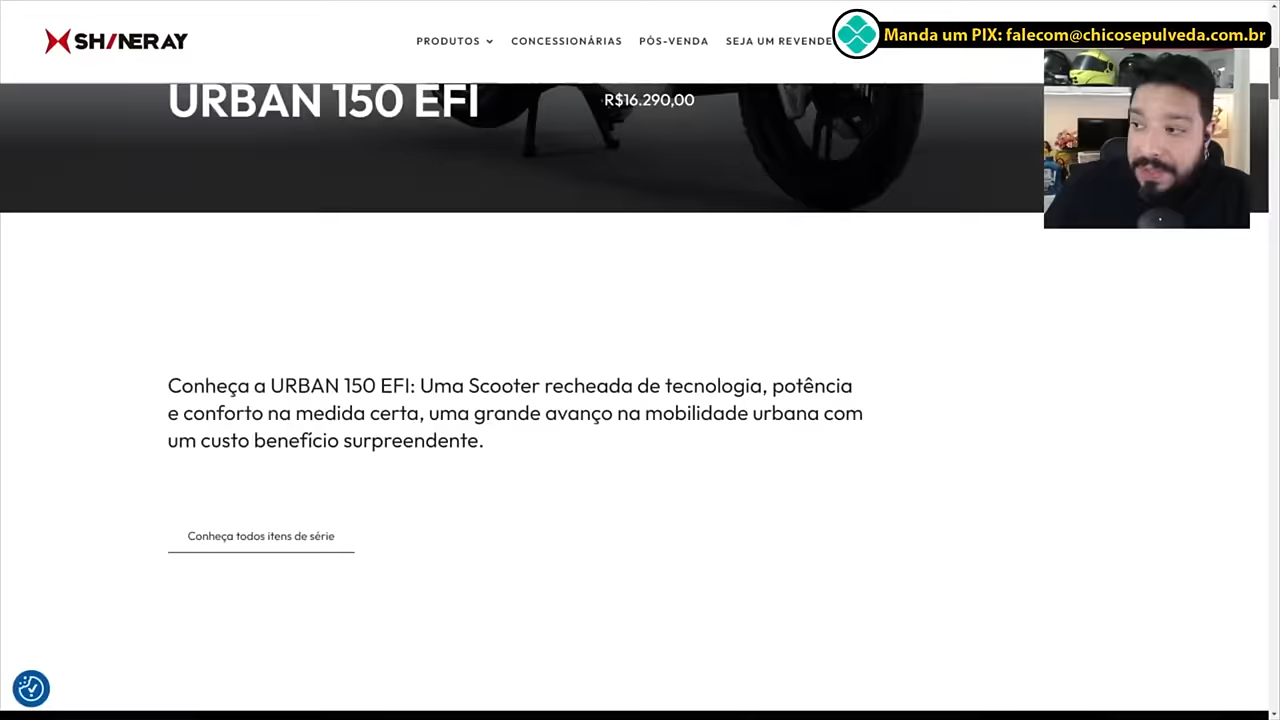 SHINERAY
PRODUTOS
CONCESSIONÁRIAS
PÓS-VENDA
SEJA UM REVENDE
Manda um PIX: falecom@chicosepulveda.com.br
URBAN 150 EFI
R$16.290,00
Conheça a URBAN 150 EFI: Uma Scooter recheada de tecnologia, potência
e conforto na medida certa, uma grande avanço na mobilidade urbana com
um custo benefício surpreendente.
Conheça todos itens de série